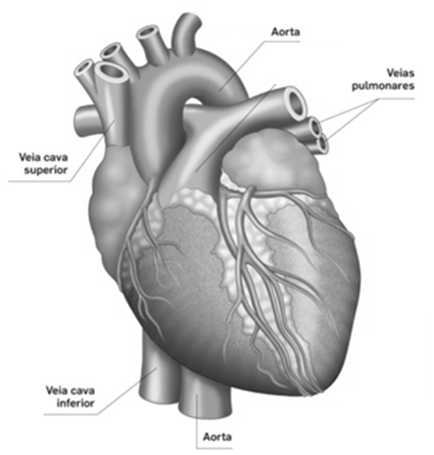 Aorta
Veias
pulmonares
Veia cava
superior
Veia cava
inferior
Aorta